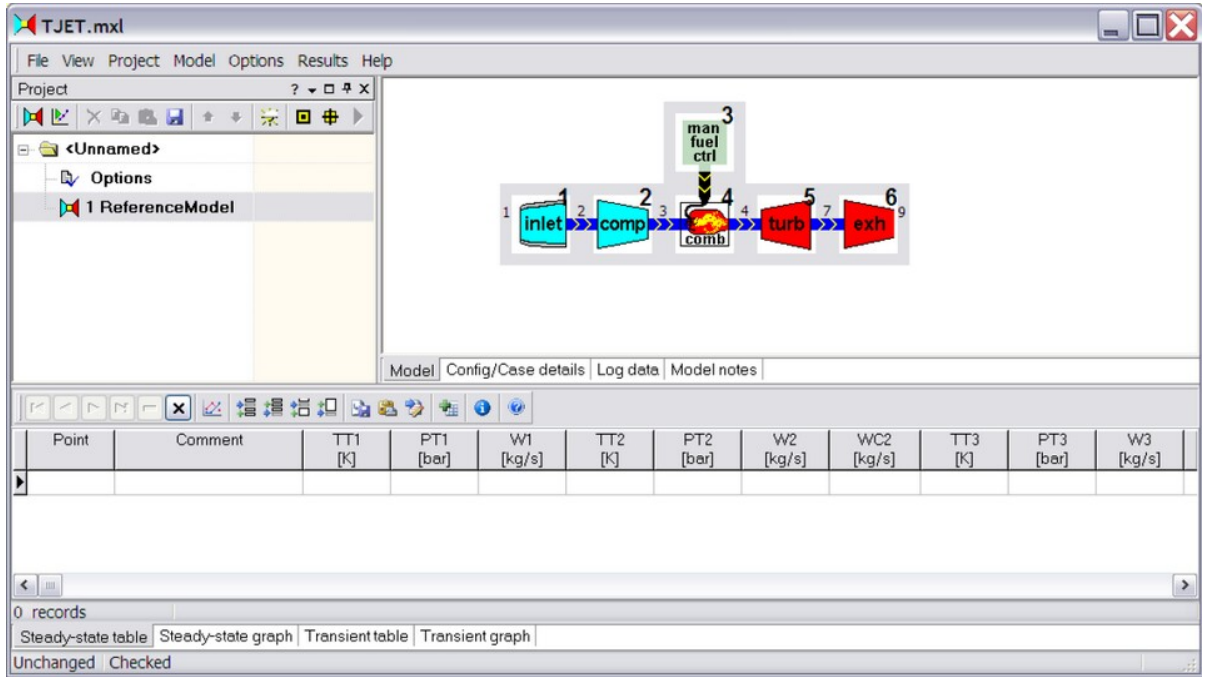 TJET.mxl
File View Project Model Options Results Help
Project ?
<Unnamed>
Options
1 ReferenceModel
3
man
fuel
ctrl
1 2 4 5 6
1 2 3 4 7 9
inlet comp comb turb exh
Model Config/Case details Log data Model notes
Point Comment TT1 PT1 W1 TT2 PT2 W2 WC2 TT3 PT3 W3
[K] [bar] [kg/s] [K] [bar] [kg/s] [kg/s] [K] [bar] [kg/s]
0 records
Steady-state table Steady-state graph Transient table Transient graph
Unchanged Checked